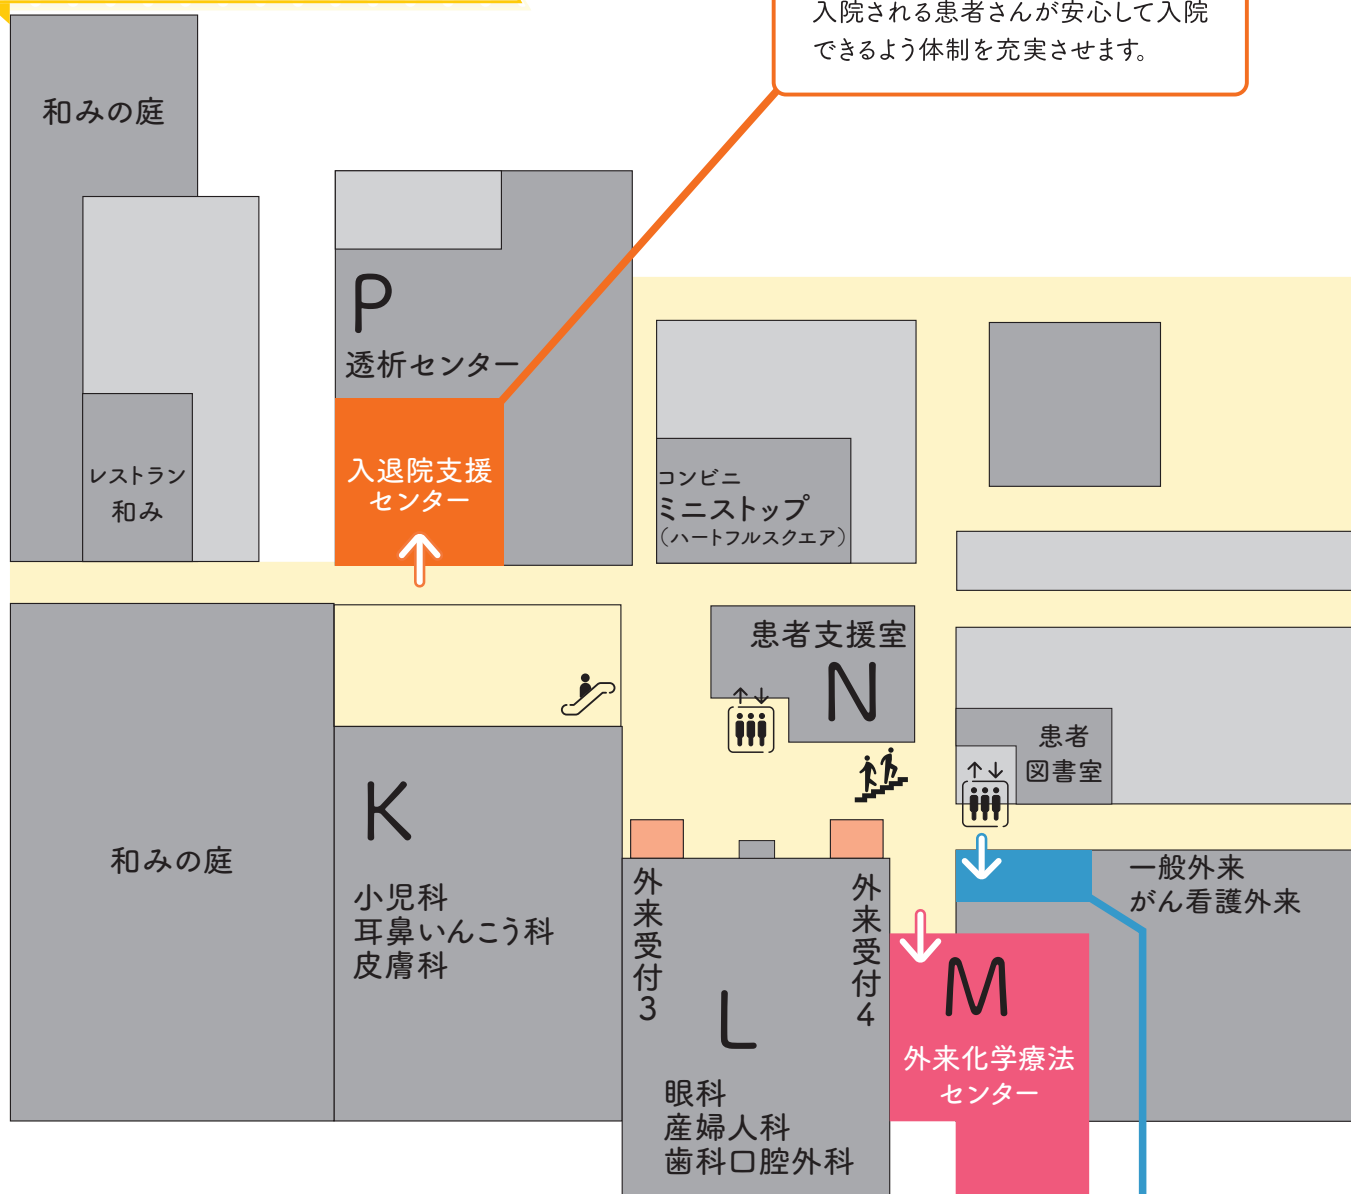 入院される患者さんが安心して入院
できるよう体制を充実させます。
和みの庭
P
透析センター
入退院支援
センター
レストラン
和み
コンビニ
ミニストップ
（ハートフルスクエア）
患者支援室
N
患者
図書室
K
小児科
耳鼻いんこう科
皮膚科
和みの庭
外来受付3
外来受付4
L
眼科
産婦人科
歯科口腔外科
一般外来
がん看護外来
M
外来化学療法
センター